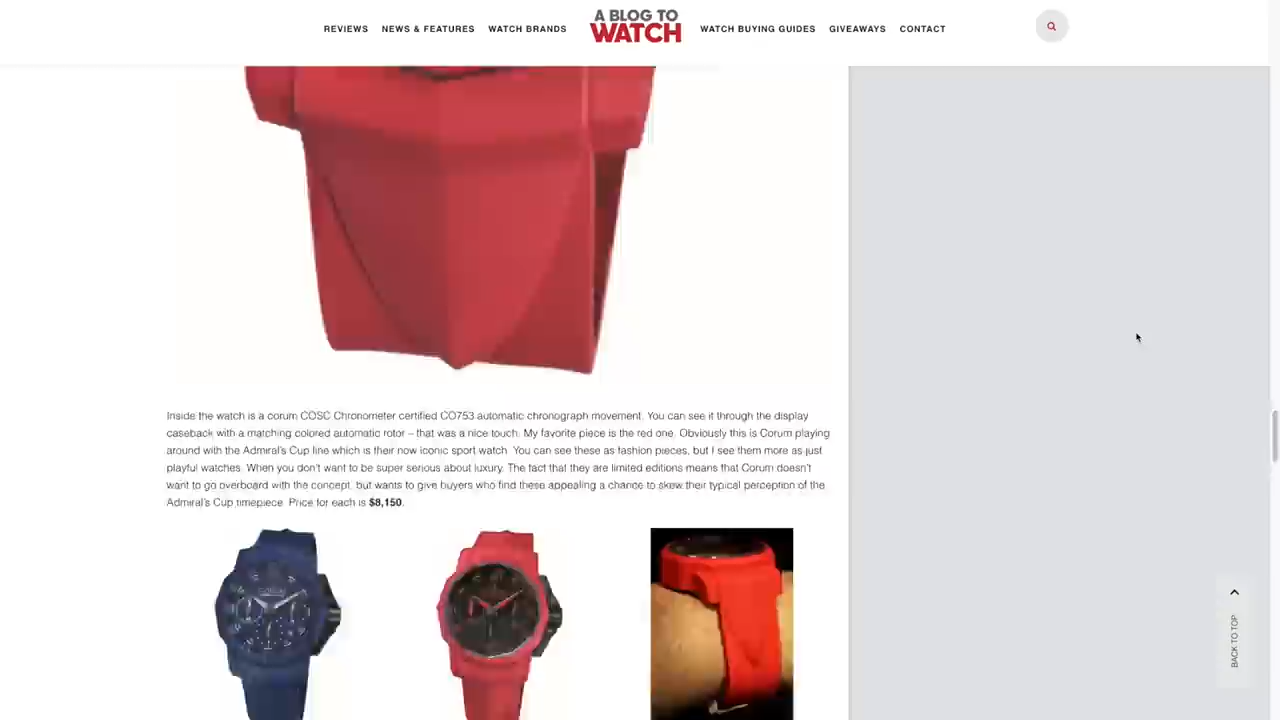 REVIEWS NEWS & FEATURES WATCH BRANDS A BLOG TO WATCH WATCH BUYING GUIDES GIVEAWAYS CONTACT
Inside the watch is a corum COSC Chronometer certified CO753 automatic chronograph movement. You can see it through the display
caseback with a matching colored automatic rotor – that was a nice touch. My favorite piece is the red one. Obviously this is Corum playing
around with the Admiral's Cup line which is their now iconic sport watch. You can see these as fashion pieces, but I see them more as just
playful watches. When you don't want to be super serious about luxury. The fact that they are limited editions means that Corum doesn't
want to go overboard with the concept, but wants to give buyers who find these appealing a chance to skew their typical perception of the
Admiral's Cup timepiece. Price for each is $8,150.
BACK TO TOP